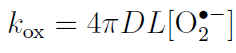 k_ox = 4πDL[O₂^•−]